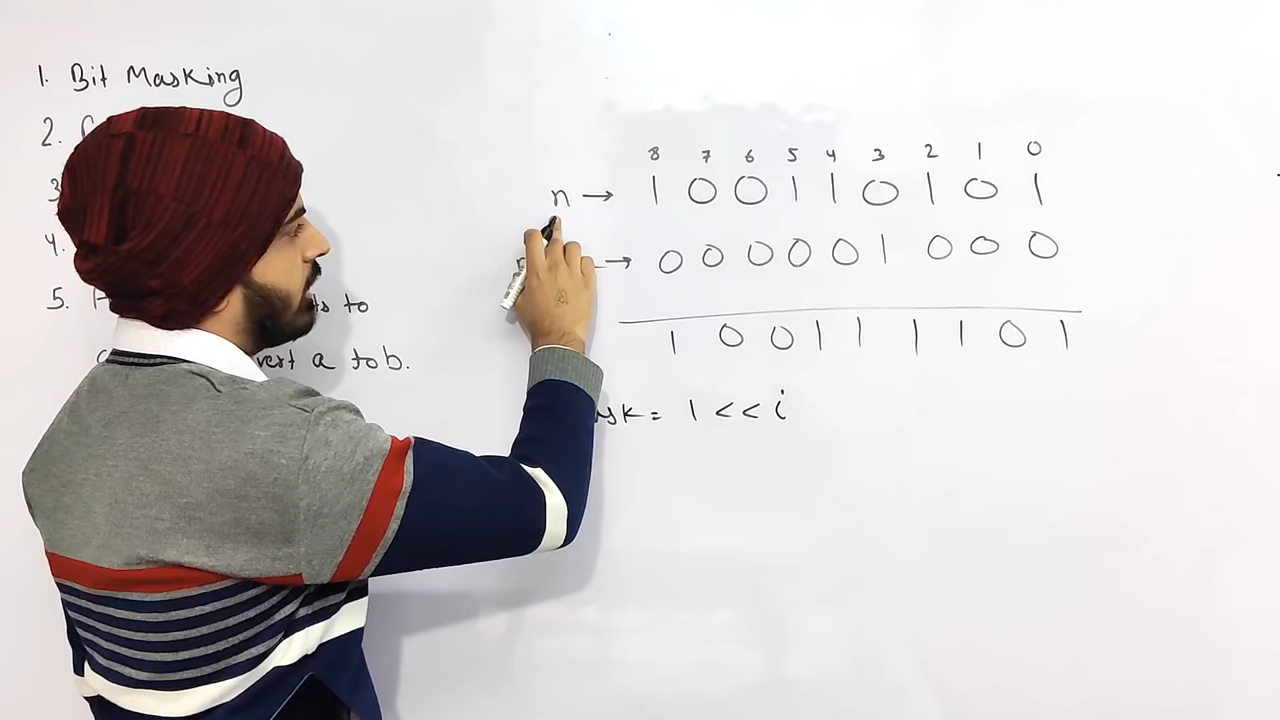 1. Bit Masking
2.
3
4.
5. ts to
vert a to b.
8 7 6 5 4 3 2 1 0
n → 1 0 0 1 1 0 1 0 1
→ 0 0 0 0 0 1 0 0 0
1 0 0 1 1 1 1 0 1
sk = 1 << i